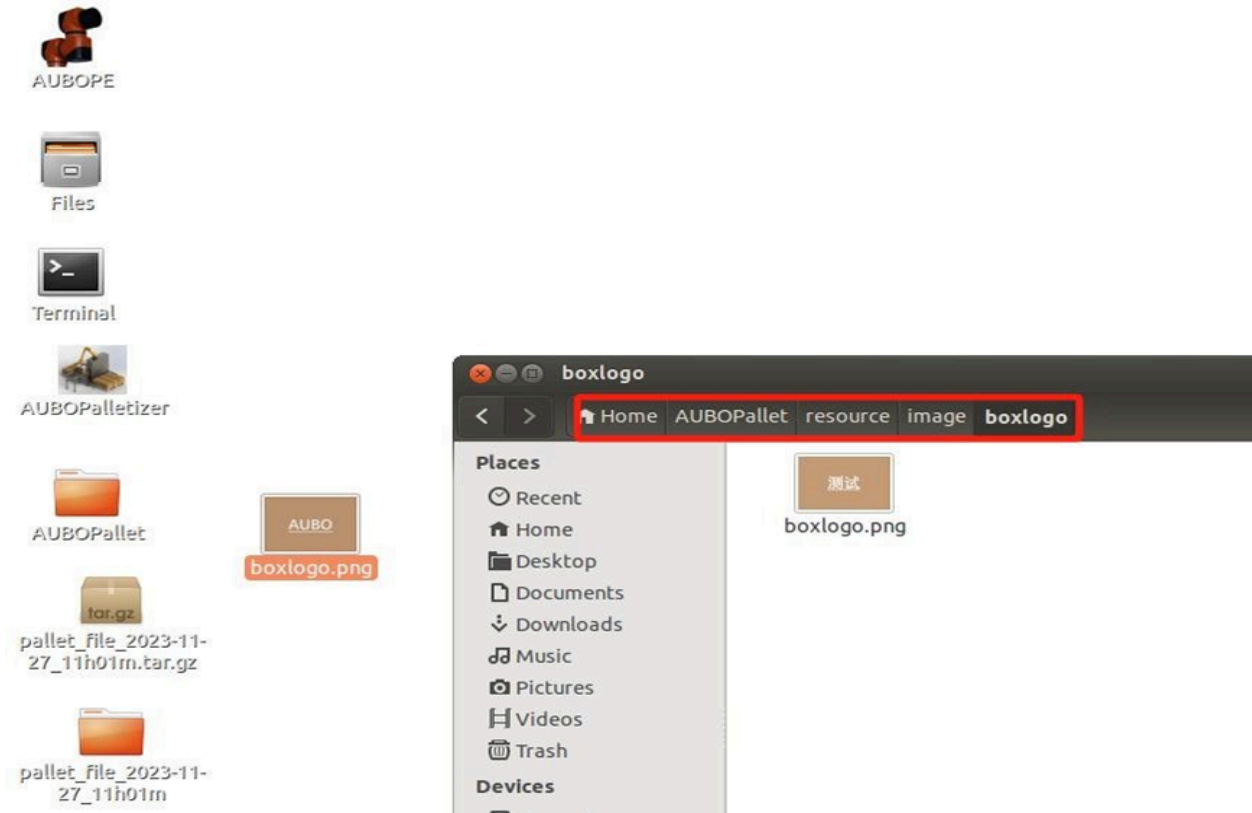 AUBOPE
Files
Terminal
AUBOPalletizer
AUBOPallet
tar.gz
pallet_file_2023-11-
27_11h01m.tar.gz
pallet_file_2023-11-
27_11h01m
AUBO
boxlogo.png
boxlogo
Home AUBOPallet resource image boxlogo
Places
Recent
Home
Desktop
Documents
Downloads
Music
Pictures
Videos
Trash
Devices
测试
boxlogo.png